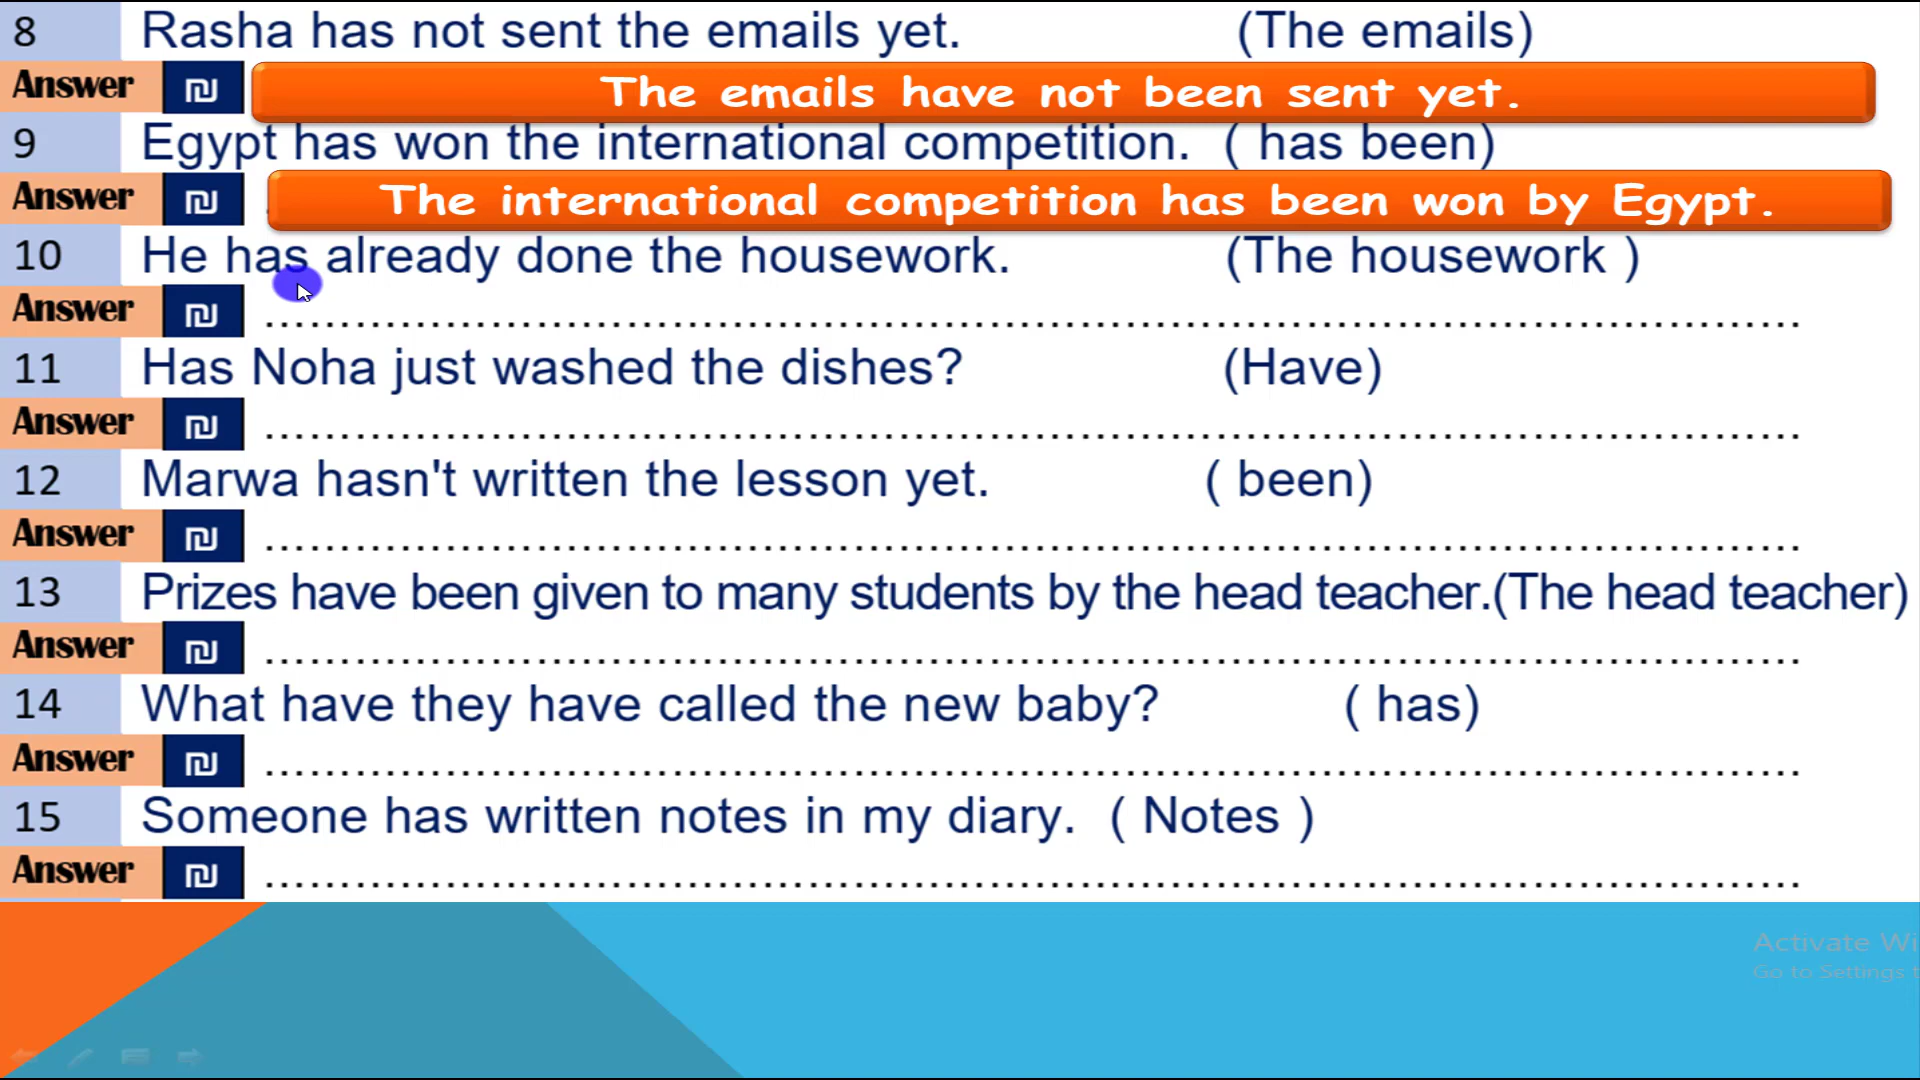 8 Rasha has not sent the emails yet. (The emails)
Answer ₪ The emails have not been sent yet.
9 Egypt has won the international competition. ( has been)
Answer ₪ The international competition has been won by Egypt.
10 He has already done the housework. (The housework )
Answer ₪ ........................................................................................................
11 Has Noha just washed the dishes? (Have)
Answer ₪ ........................................................................................................
12 Marwa hasn't written the lesson yet. ( been)
Answer ₪ ........................................................................................................
13 Prizes have been given to many students by the head teacher.(The head teacher)
Answer ₪ ........................................................................................................
14 What have they have called the new baby? ( has)
Answer ₪ ........................................................................................................
15 Someone has written notes in my diary. ( Notes )
Answer ₪ ........................................................................................................
Activate Wi
Go to Settings t